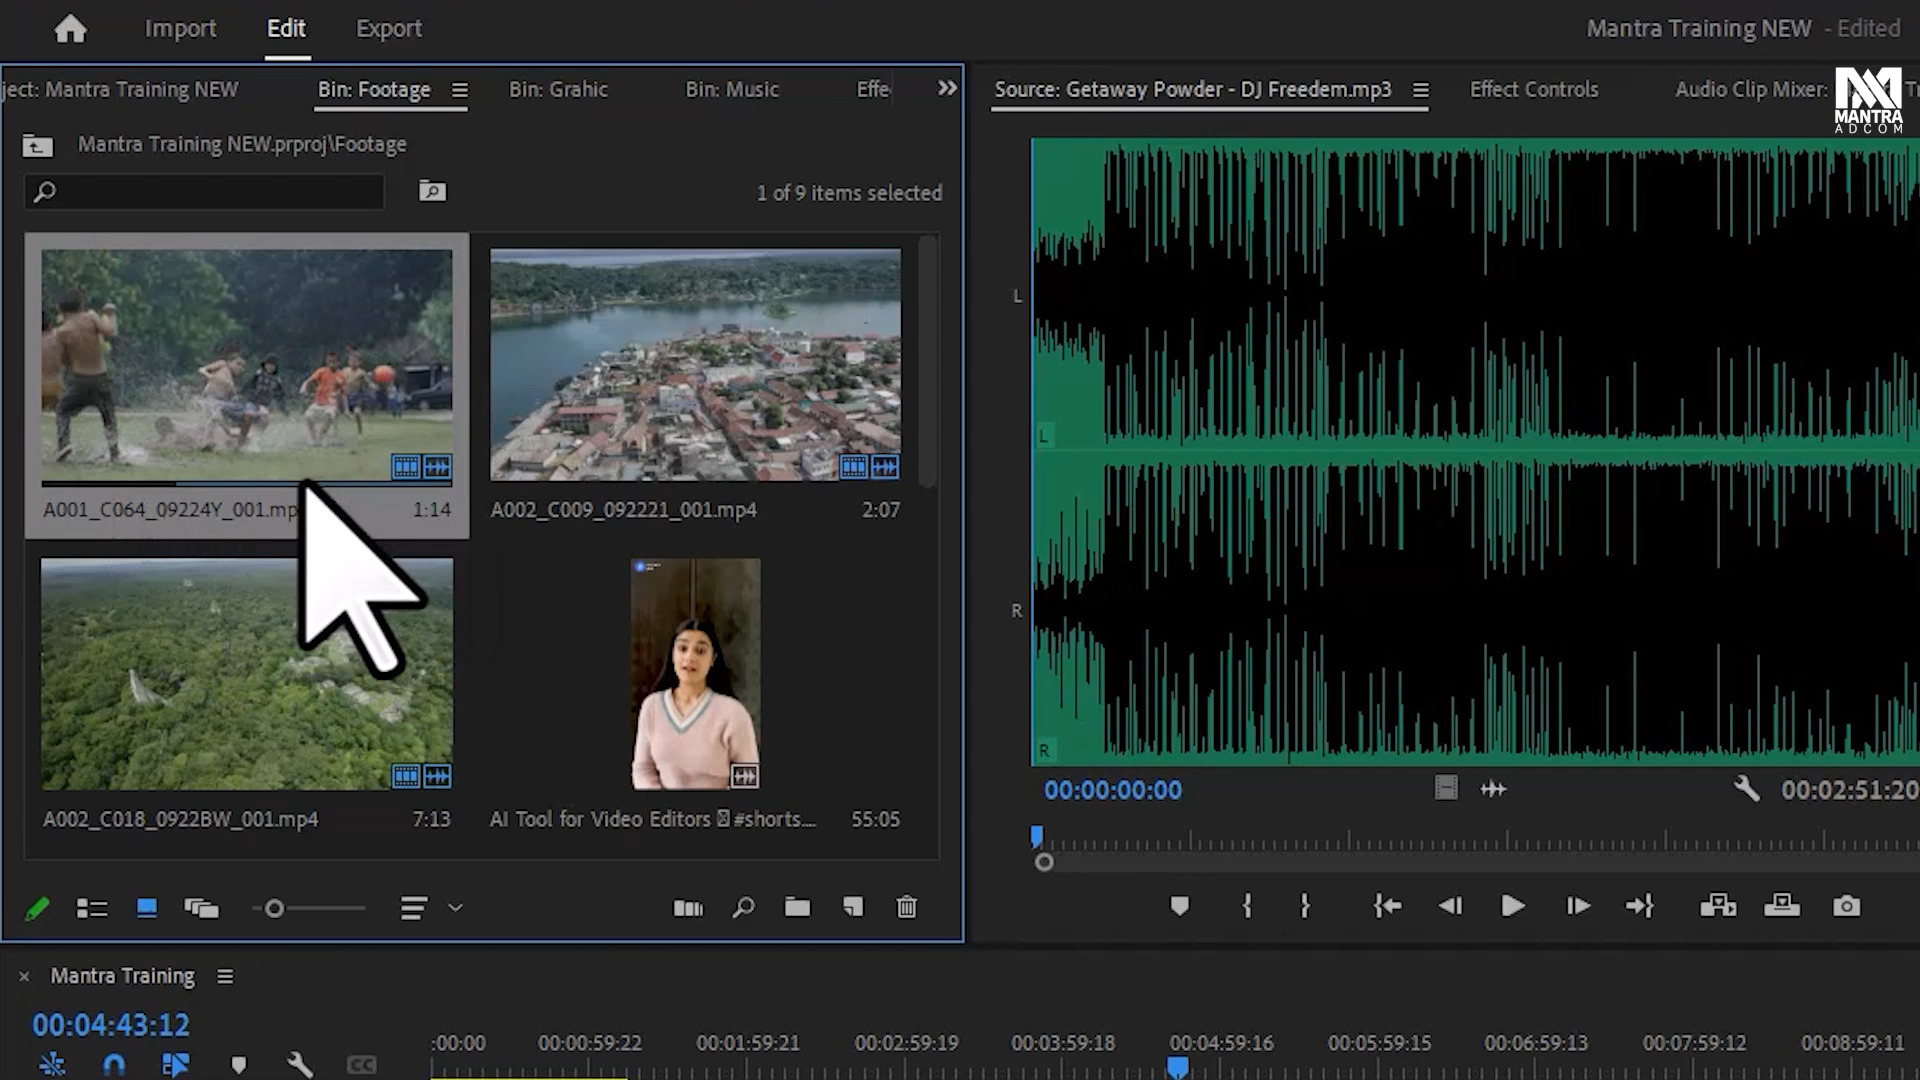 Import Edit Export Mantra Training NEW - Edited
MANTRA
ADCOM
ject: Mantra Training NEW Bin: Footage Bin: Grahic Bin: Music Effe
Source: Getaway Powder - DJ Freedem.mp3 Effect Controls Audio Clip Mixer:
Mantra Training NEW.prproj\Footage
1 of 9 items selected
A001_C064_09224Y_001.mp 1:14
A002_C009_092221_001.mp4 2:07
A002_C018_0922BW_001.mp4 7:13
AI Tool for Video Editors #shorts.... 55:05
L
L
R
R
00:00:00:00
00:02:51:20
Mantra Training
00:04:43:12
:00:00 00:00:59:22 00:01:59:21 00:02:59:19 00:03:59:18 00:04:59:16 00:05:59:15 00:06:59:13 00:07:59:12 00:08:59:11
CC